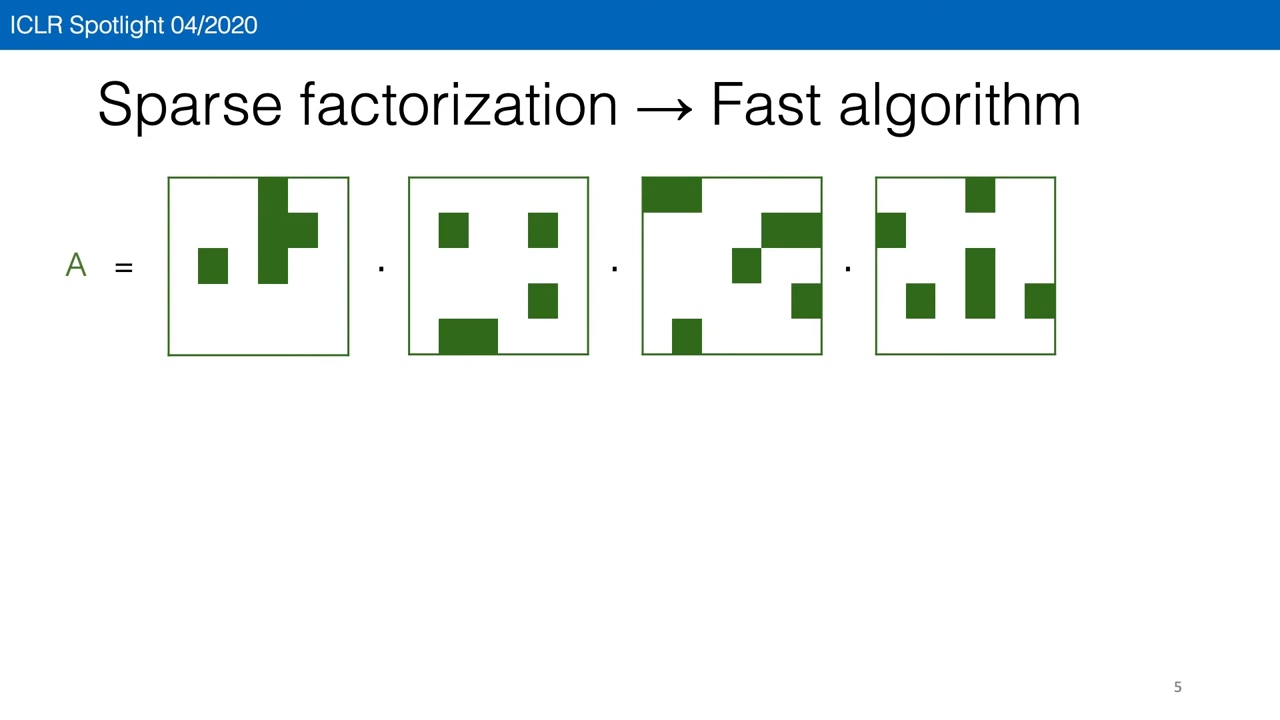 ICLR Spotlight 04/2020
Sparse factorization → Fast algorithm
A = · · ·
5